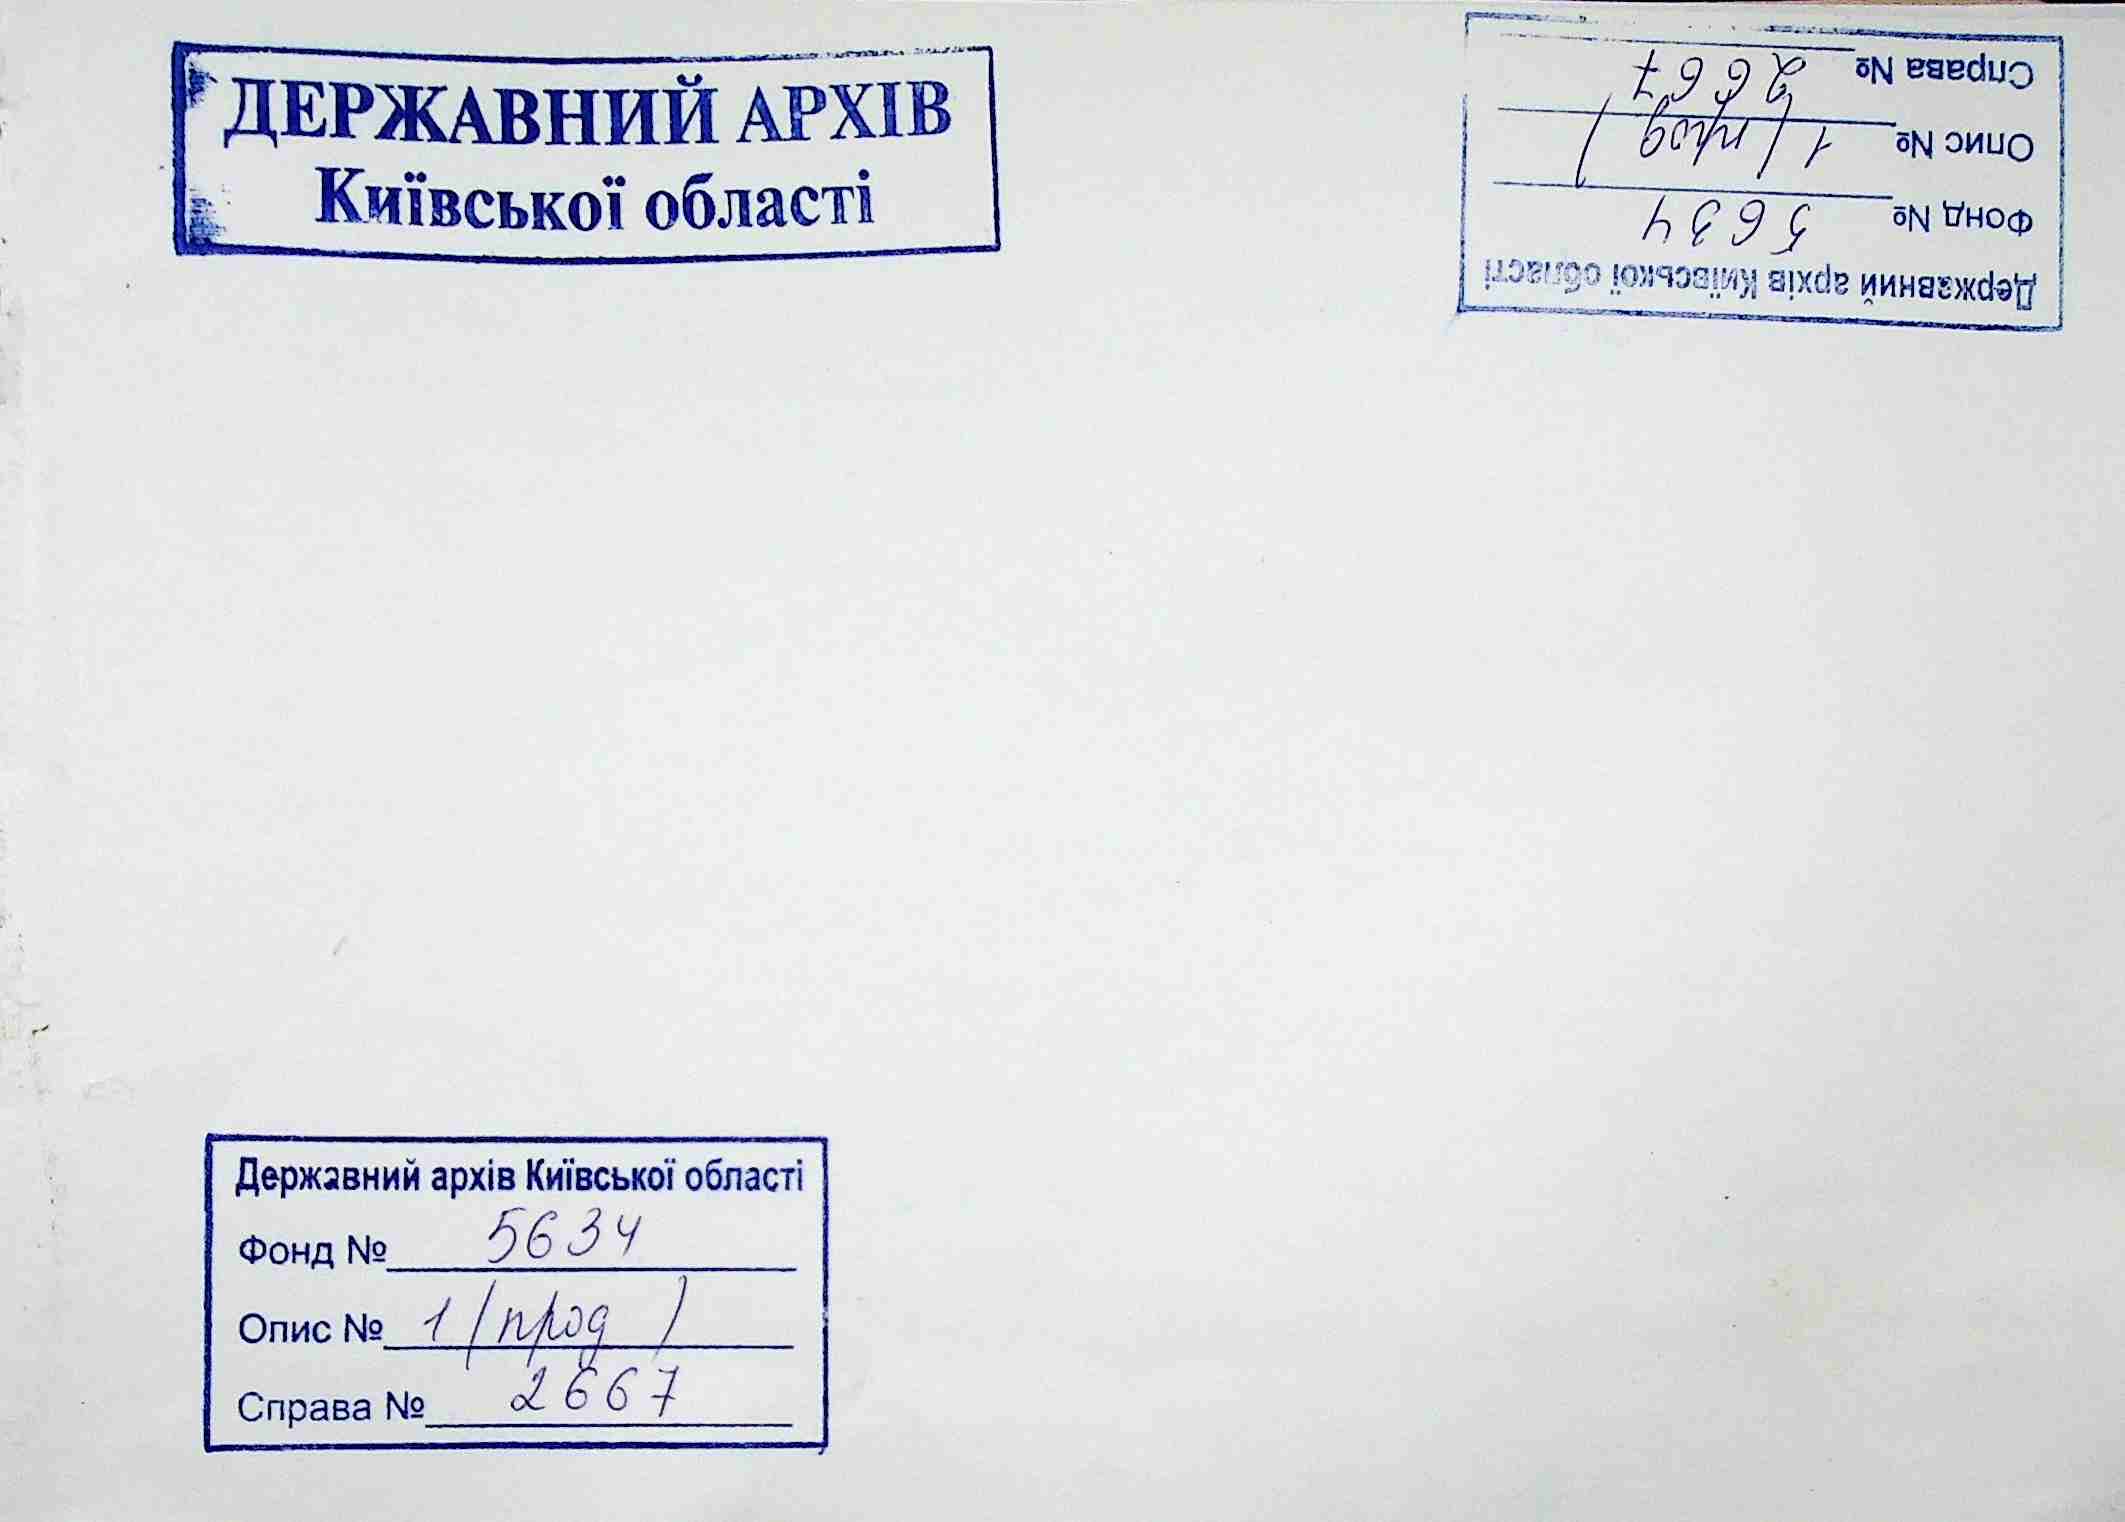 ДЕРЖАВНИЙ АРХІВ
Київської області
Державний архів Київської області
Фонд № 5634
Опис № 1 (прод)
Справа № 2667
Державний архів Київської області
Фонд № 5634
Опис № 1 (прод)
Справа № 2667